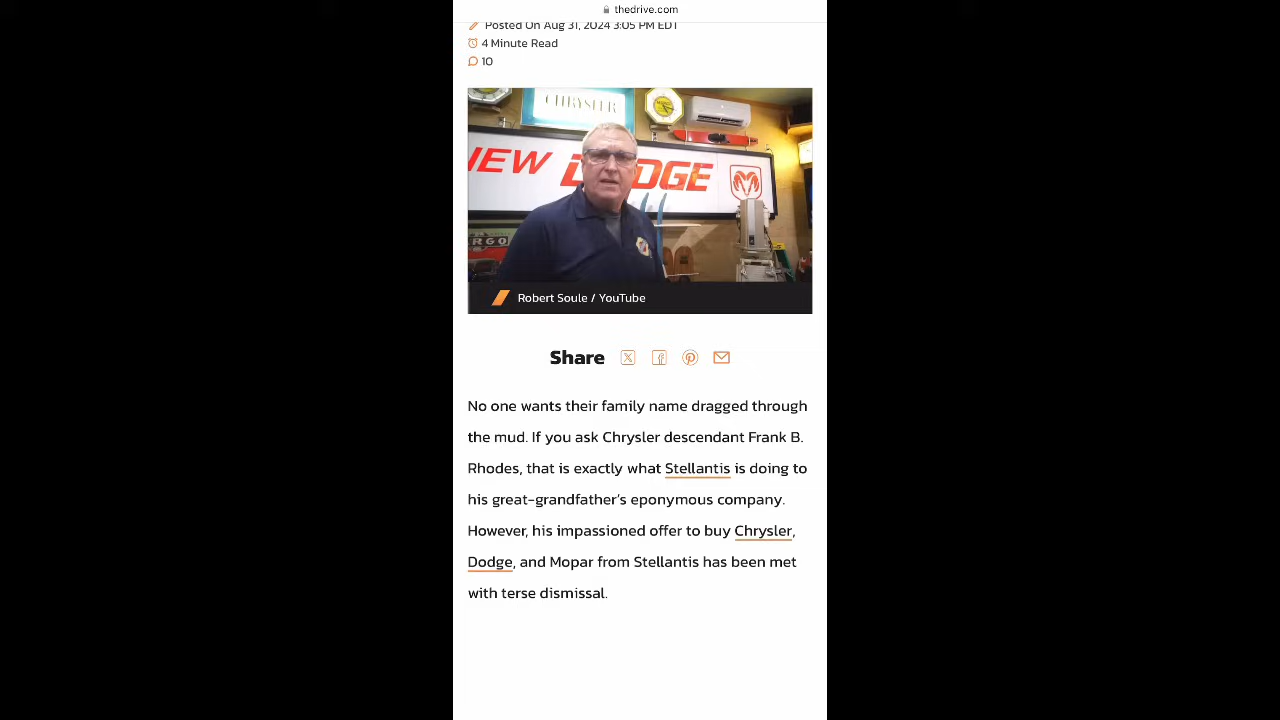 thedrive.com
Posted On Aug 31, 2024 3:05 PM EDT
4 Minute Read
10
CHRYSLER
NEW DODGE
Robert Soule / YouTube
Share
No one wants their family name dragged through
the mud. If you ask Chrysler descendant Frank B.
Rhodes, that is exactly what Stellantis is doing to
his great-grandfather's eponymous company.
However, his impassioned offer to buy Chrysler,
Dodge, and Mopar from Stellantis has been met
with terse dismissal.